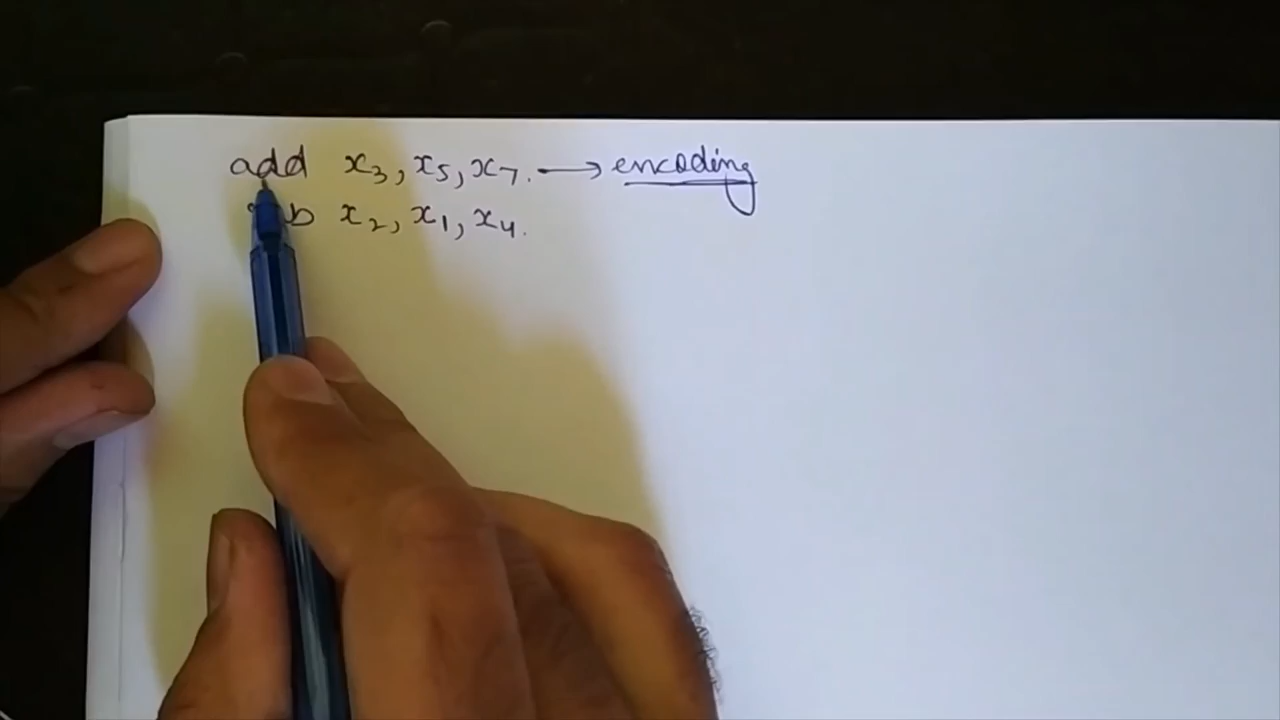 add x3, x5, x7. → encoding
x2, x1, x4.